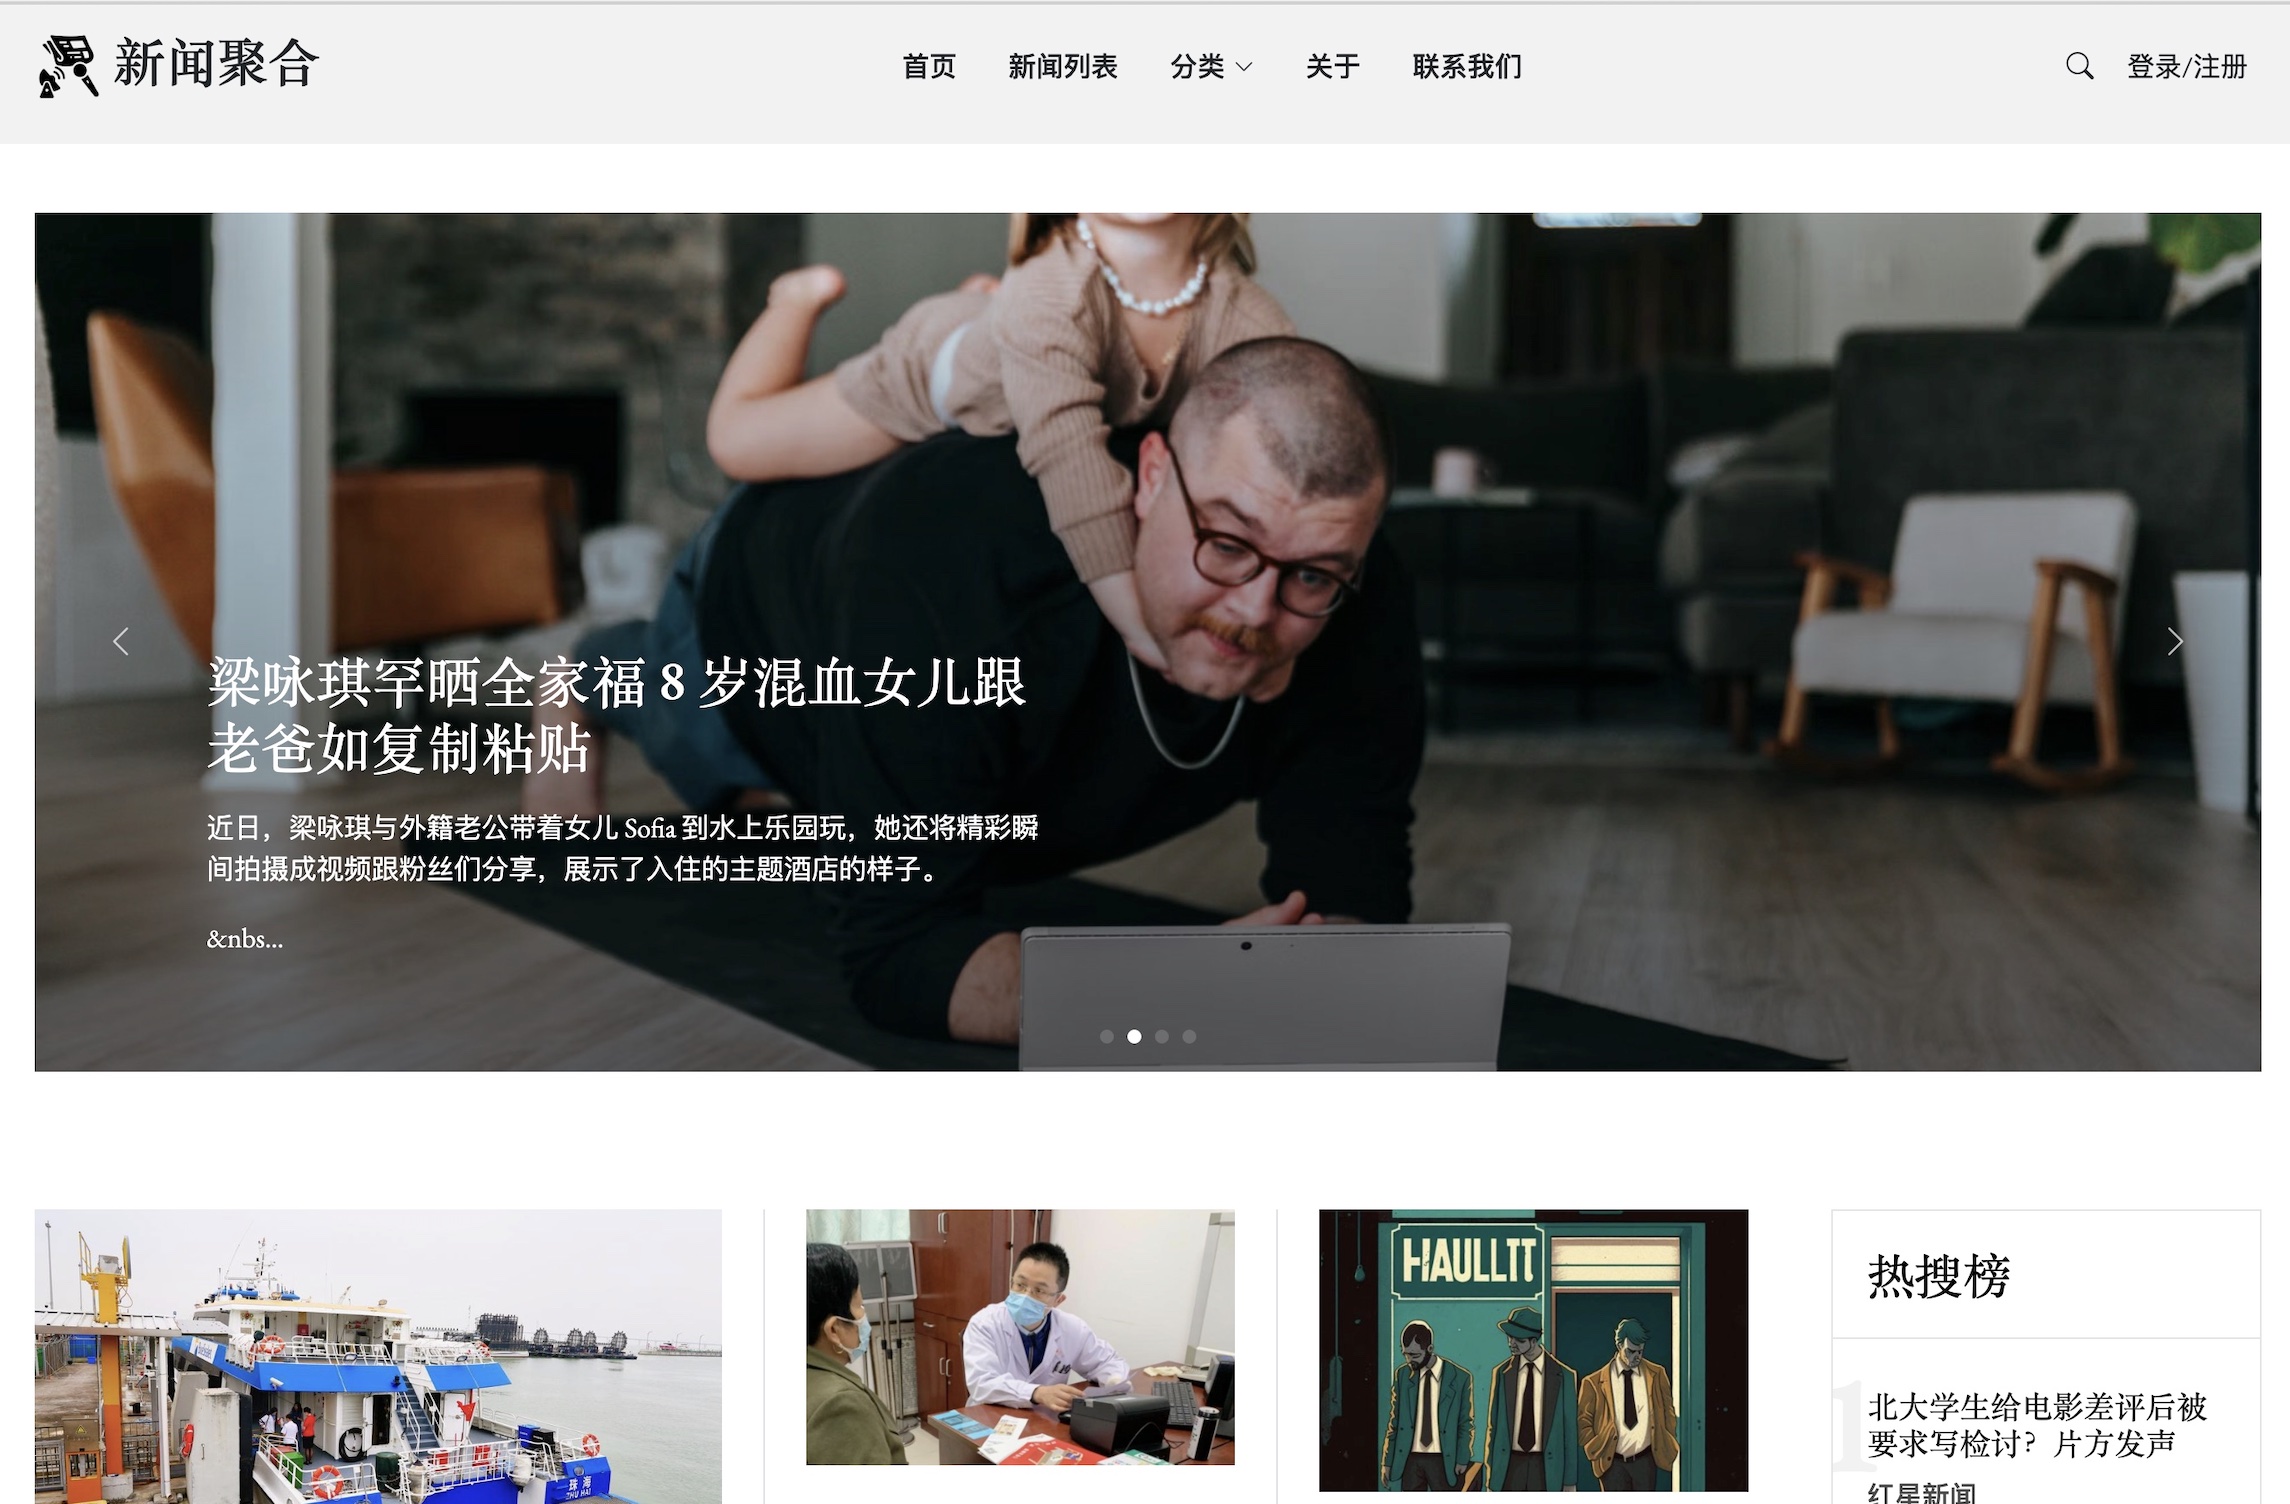 新闻聚合
首页
新闻列表
分类
关于
联系我们
登录/注册
梁咏琪罕晒全家福 8 岁混血女儿跟
老爸如复制粘贴
近日，梁咏琪与外籍老公带着女儿 Sofia 到水上乐园玩，她还将精彩瞬
间拍摄成视频跟粉丝们分享，展示了入住的主题酒店的样子。
&nbs...
珠海
ZHU HAI
HAULLTT
热搜榜
1
北大学生给电影差评后被
要求写检讨？片方发声
红星新闻